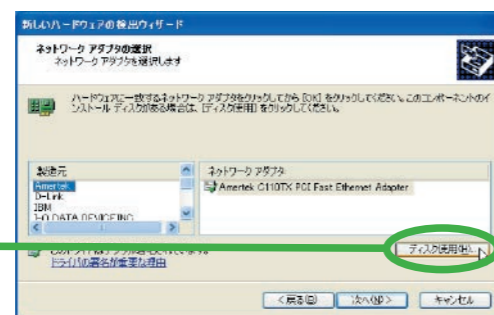 新しいハードウェアの検出ウィザード
ネットワーク アダプタの選択
ネットワーク アダプタを選択します
ハードウェアに一致するネットワーク アダプタをクリックしてから [OK] をクリックしてください。このコンポーネントのイ
ンストール ディスクがある場合は、[ディスク使用] をクリックしてください。
製造元
ネットワーク アダプタ
Amertek
Amertek C110TX PCI Fast Ethernet Adapter
D-Link
IBM
I-O DATA DEVICE INC
ディスク使用(H)...
ドライバの署名が重要な理由
<戻る(B)
次へ(N)>
キャンセル